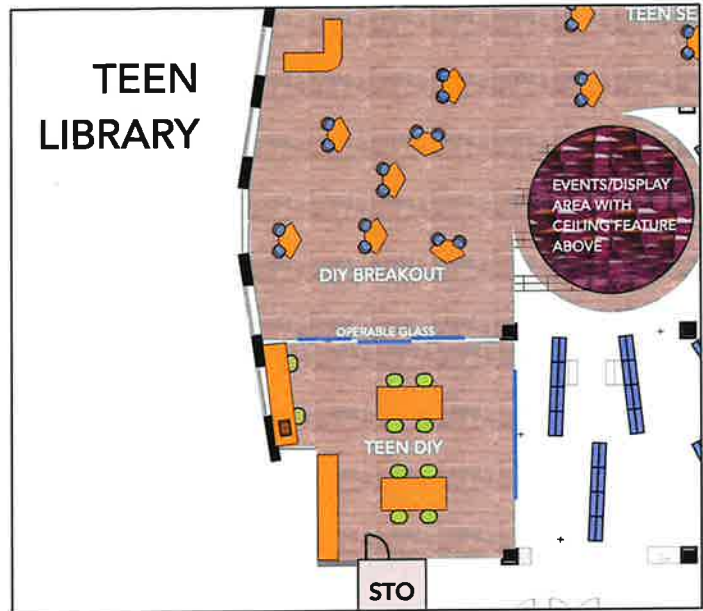 TEEN
LIBRARY
TEEN SE
EVENTS/DISPLAY
AREA WITH
CEILING FEATURE
ABOVE
DIY BREAKOUT
OPERABLE GLASS
TEEN DIY
STO